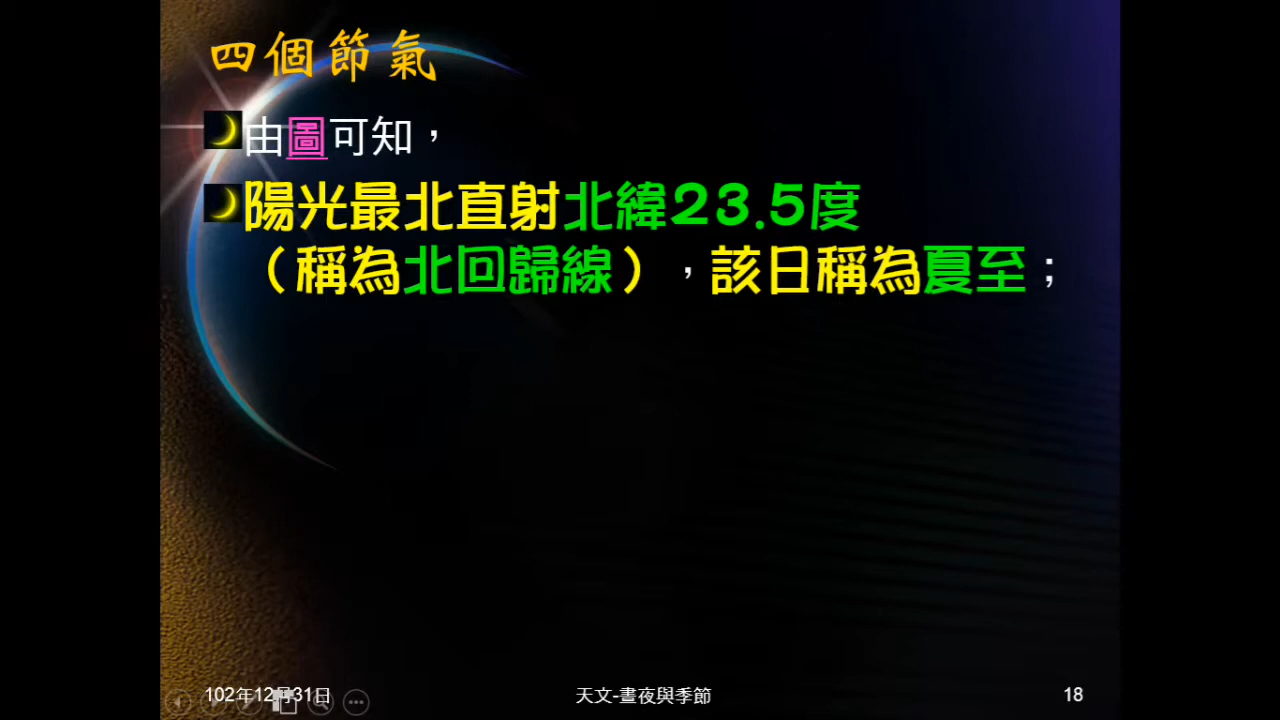 四個節氣
由圖可知，
陽光最北直射北緯23.5度
（稱為北回歸線），該日稱為夏至；
102年12月31日
天文-晝夜與季節
18